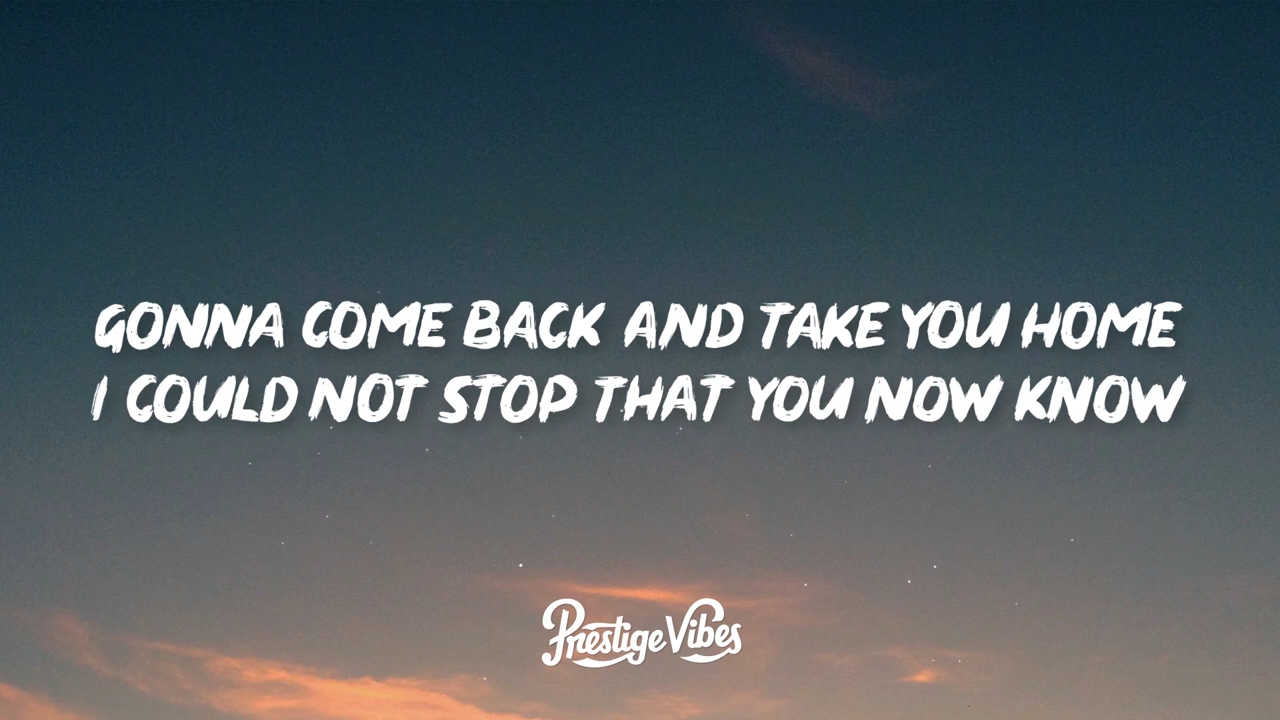 GONNA COME BACK AND TAKE YOU HOME
I COULD NOT STOP THAT YOU NOW KNOW
Prestige Vibes